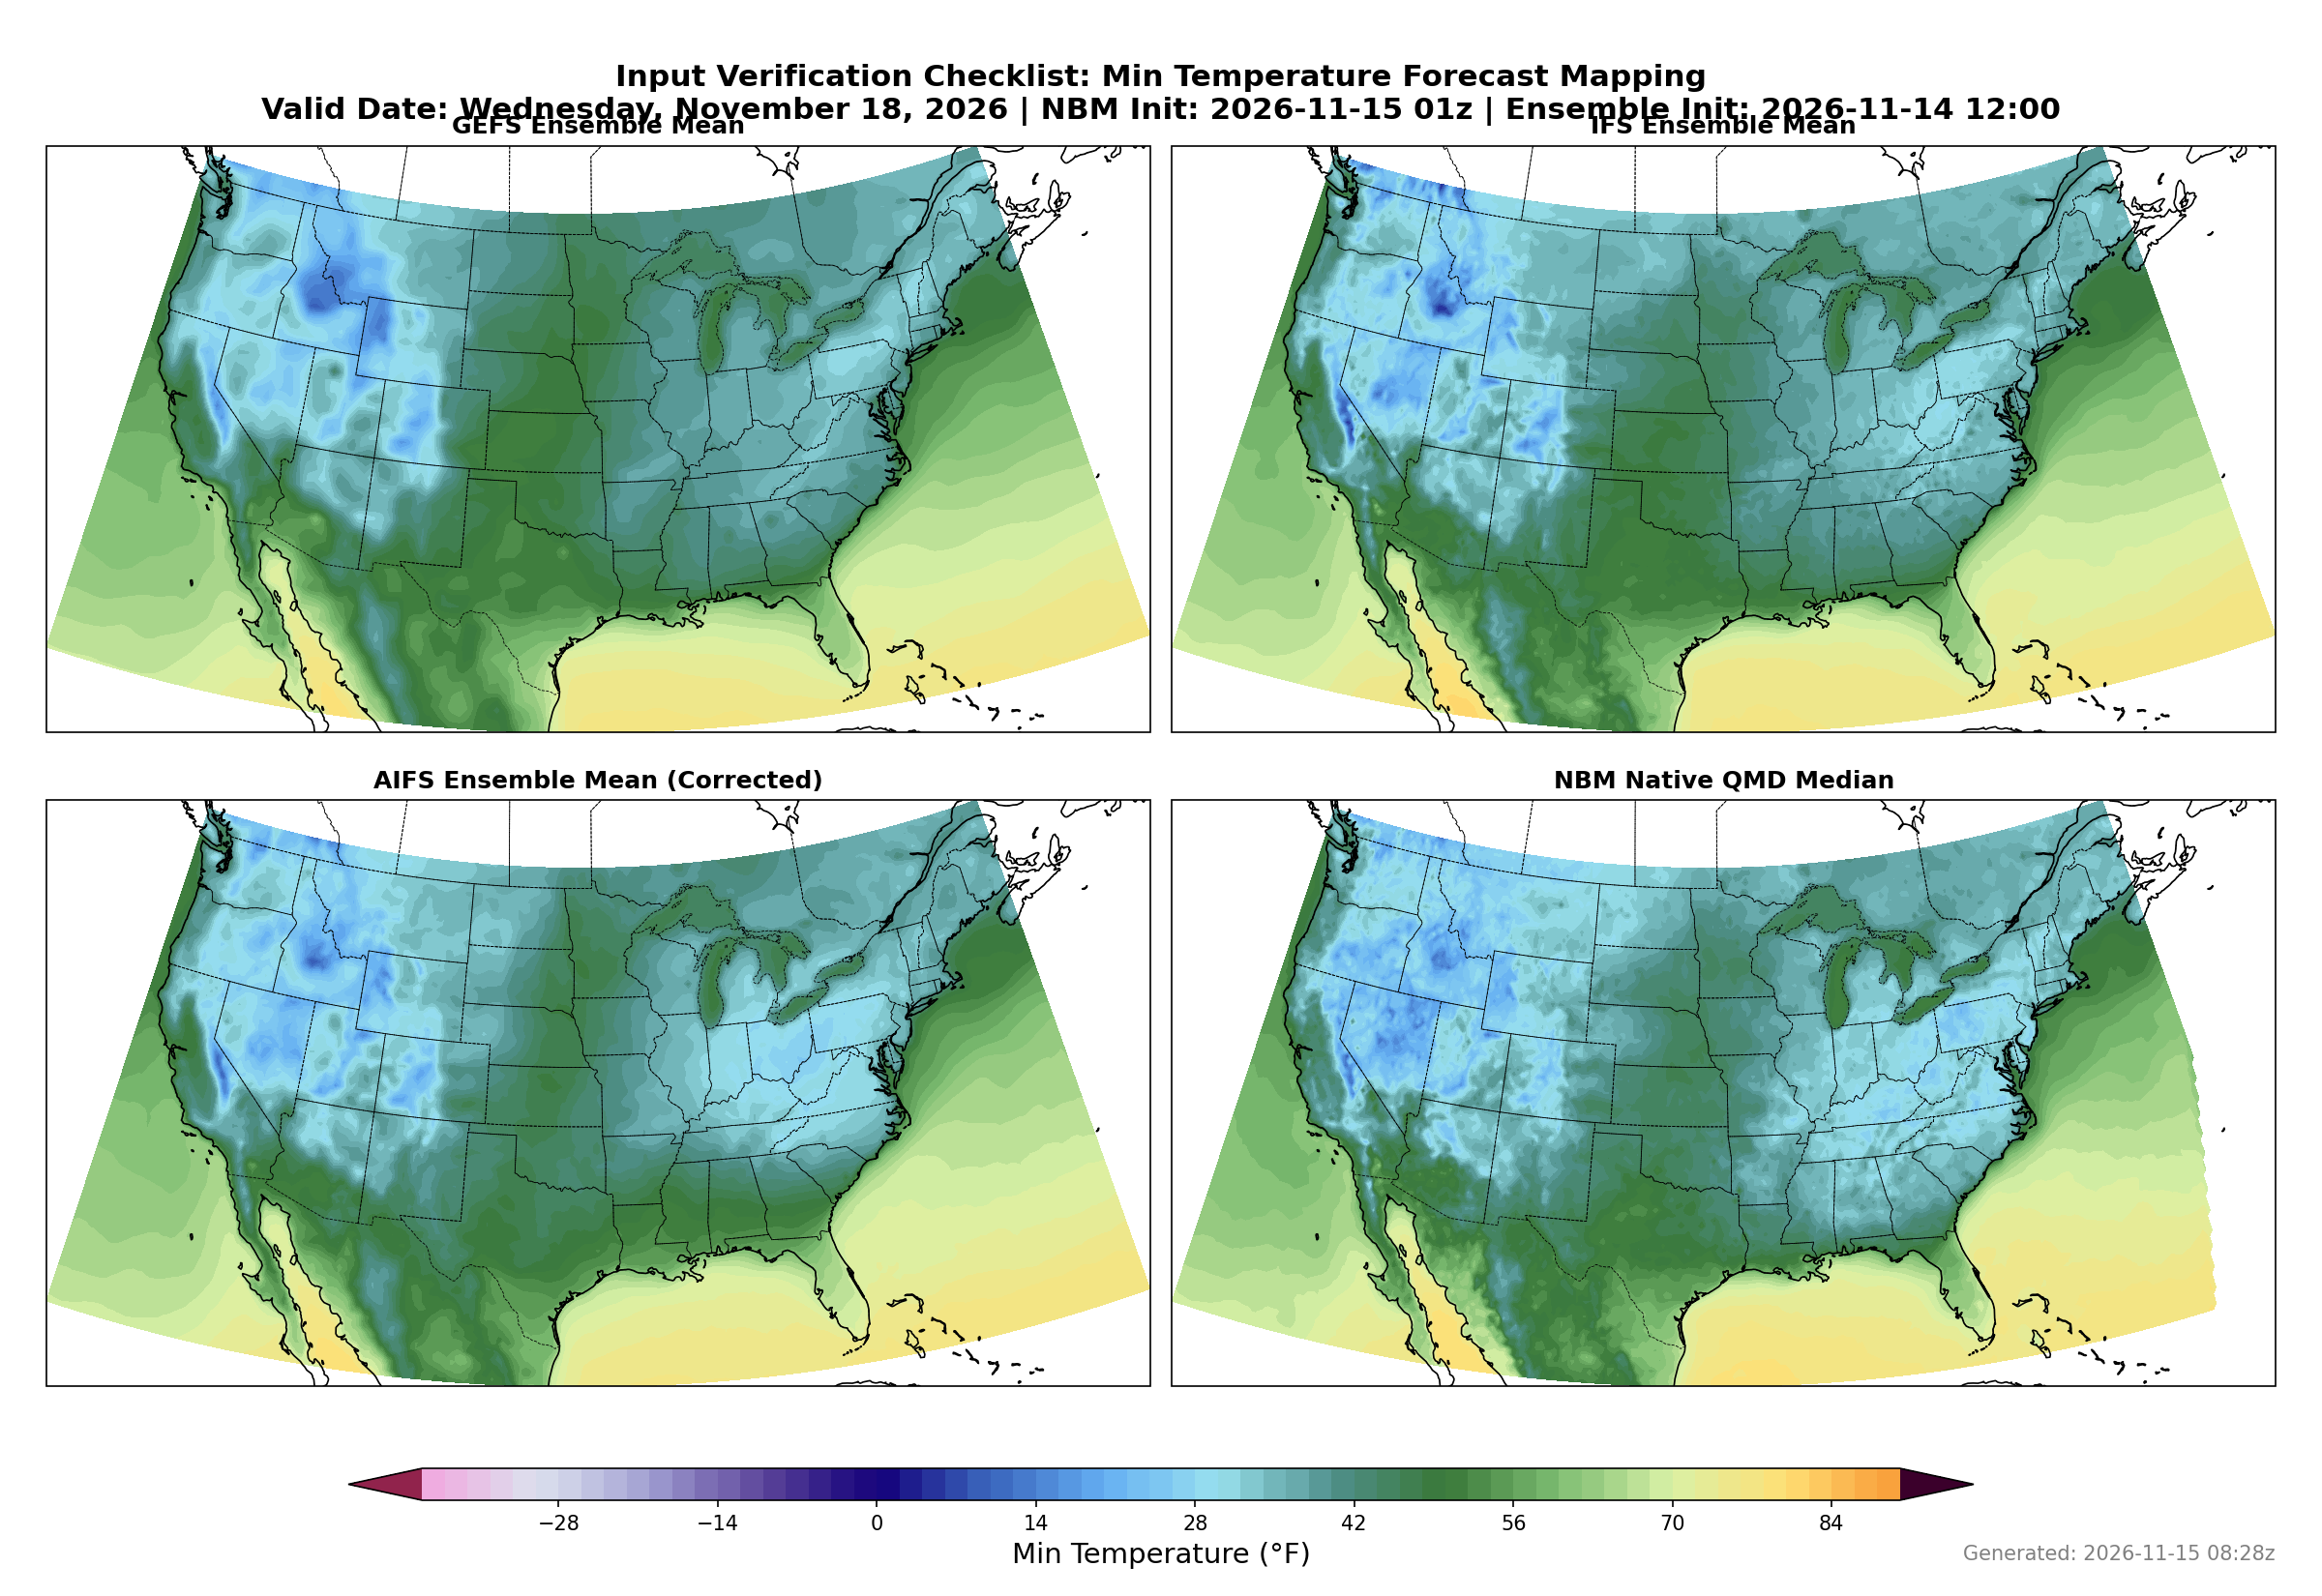 Input Verification Checklist: Min Temperature Forecast Mapping
Valid Date: Wednesday, November 18, 2026 | NBM Init: 2026-11-15 01z | Ensemble Init: 2026-11-14 12:00
GEFS Ensemble Mean
IFS Ensemble Mean
AIFS Ensemble Mean (Corrected)
NBM Native QMD Median
−28 −14 0 14 28 42 56 70 84
Min Temperature (°F)
Generated: 2026-11-15 08:28z